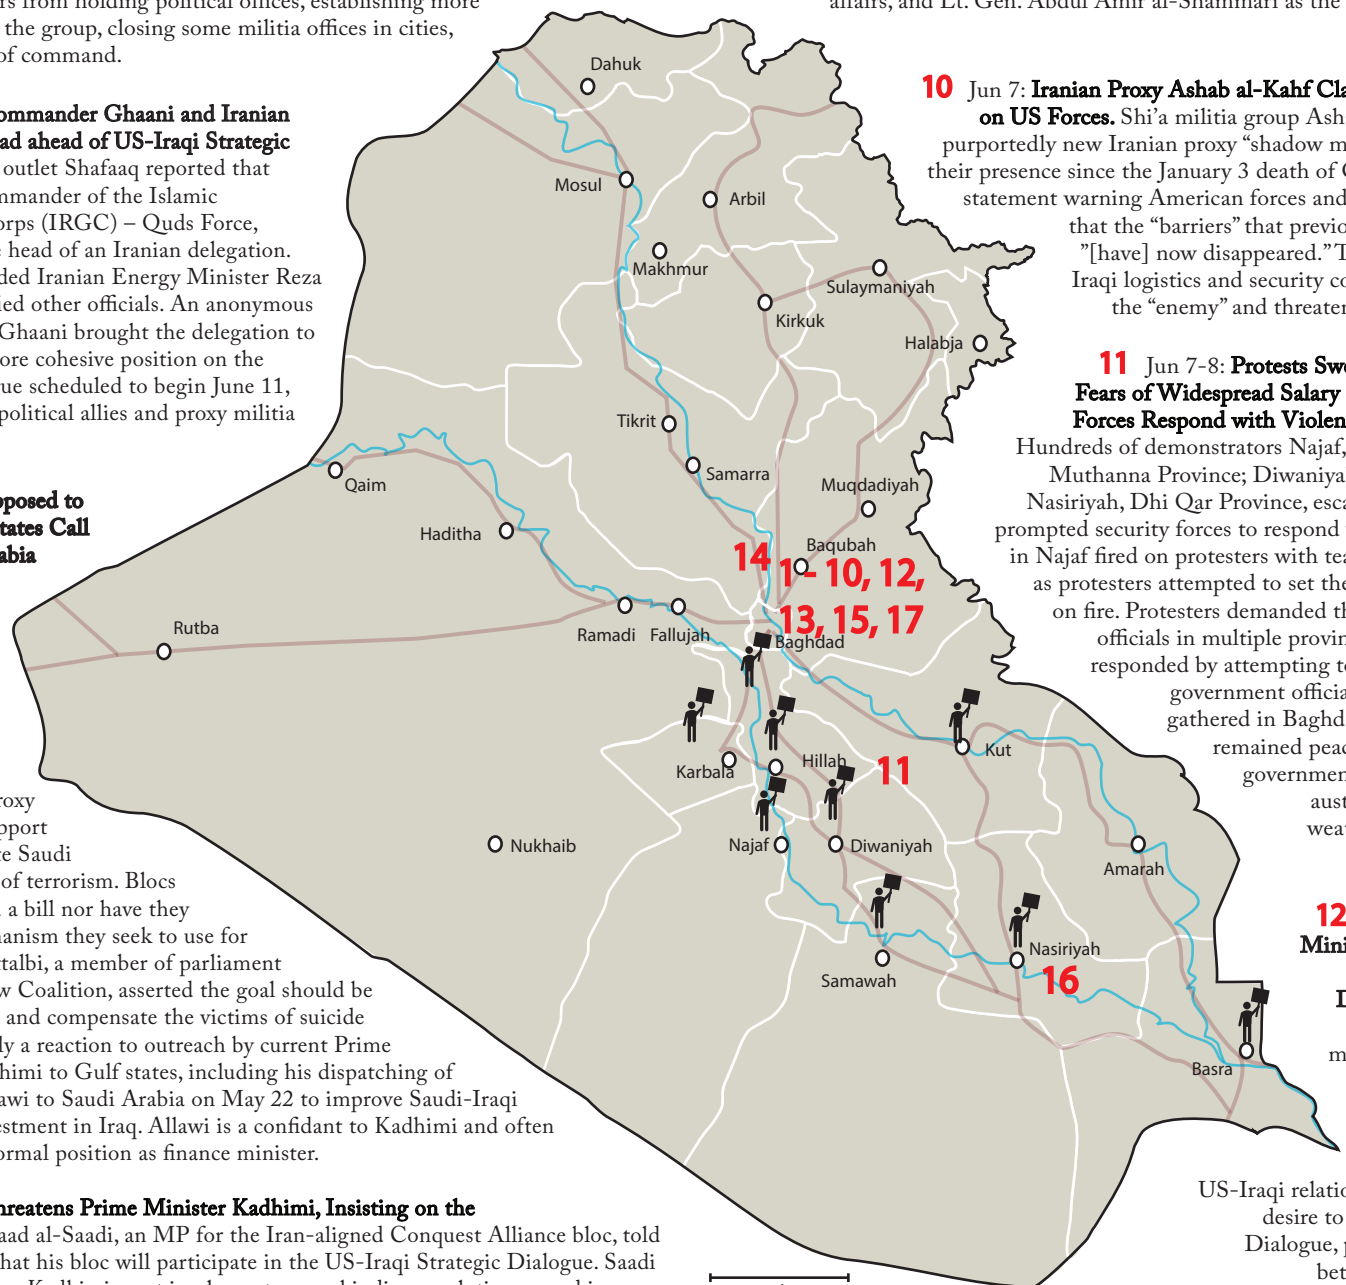 rs from holding political offices, establishing more
the group, closing some militia offices in cities,
of command.
ommander Ghaani and Iranian
ad ahead of US-Iraqi Strategic
outlet Shafaaq reported that
mmander of the Islamic
orps (IRGC) – Quds Force,
e head of an Iranian delegation.
ded Iranian Energy Minister Reza
ied other officials. An anonymous
Ghaani brought the delegation to
ore cohesive position on the
ue scheduled to begin June 11,
political allies and proxy militia
pposed to
tates Call
abia
roxy
pport
te Saudi
of terrorism. Blocs
a bill nor have they
hanism they seek to use for
ttalbi, a member of parliament
w Coalition, asserted the goal should be
and compensate the victims of suicide
ly a reaction to outreach by current Prime
himi to Gulf states, including his dispatching of
awi to Saudi Arabia on May 22 to improve Saudi-Iraqi
estment in Iraq. Allawi is a confidant to Kadhimi and often
ormal position as finance minister.
hreatens Prime Minister Kadhimi, Insisting on the
aad al-Saadi, an MP for the Iran-aligned Conquest Alliance bloc, told
hat his bloc will participate in the US-Iraqi Strategic Dialogue. Saadi
Dahuk
Mosul
Arbil
Makhmur
Sulaymaniyah
Kirkuk
Halabja
Tikrit
Samarra
Qaim
Muqdadiyah
Haditha
Baqubah
14
1 - 10, 12,
13, 15, 17
Rutba
Ramadi
Fallujah
Baghdad
Kut
Karbala
Hillah
11
Nukhaib
Najaf
Diwaniyah
Amarah
Nasiriyah
Samawah
16
Basra
affairs, and Lt. Gen. Abdul Amir al-Shammari as the
10 Jun 7: Iranian Proxy Ashab al-Kahf Cla
on US Forces. Shi’a militia group Ash
purportedly new Iranian proxy “shadow m
their presence since the January 3 death of
statement warning American forces and
that the “barriers” that previo
”[have] now disappeared.” T
Iraqi logistics and security co
the “enemy” and threaten
11 Jun 7-8: Protests Swe
Fears of Widespread Salary
Forces Respond with Violen
Hundreds of demonstrators Najaf,
Muthanna Province; Diwaniya
Nasiriyah, Dhi Qar Province, esca
prompted security forces to respond
in Najaf fired on protesters with tea
as protesters attempted to set the
on fire. Protesters demanded th
officials in multiple provin
responded by attempting to
government officia
gathered in Baghd
remained peac
governmen
aust
wea
12
Mini
m
US-Iraqi relatio
desire to
Dialogue, p
bet